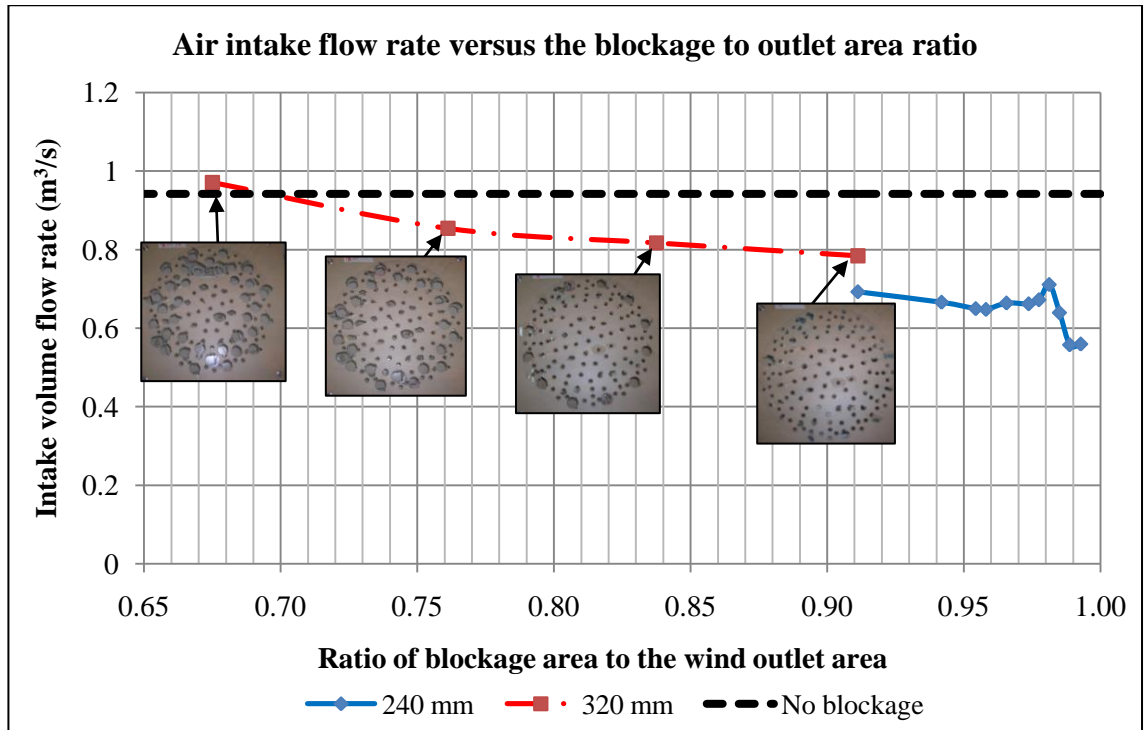 Air intake flow rate versus the blockage to outlet area ratio
1.2
1
0.8
0.6
0.4
0.2
0
Intake volume flow rate (m³/s)
0.65 0.70 0.75 0.80 0.85 0.90 0.95 1.00
Ratio of blockage area to the wind outlet area
240 mm 320 mm No blockage